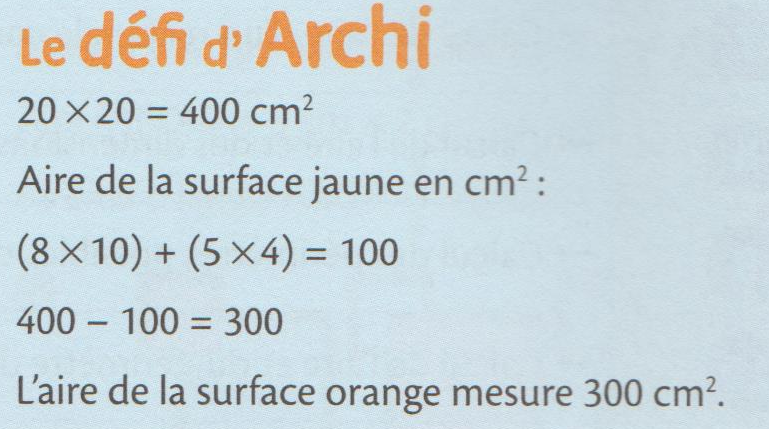 Le défi d'Archi
20 × 20 = 400 cm²
Aire de la surface jaune en cm² :
(8 × 10) + (5 × 4) = 100
400 – 100 = 300
L'aire de la surface orange mesure 300 cm².